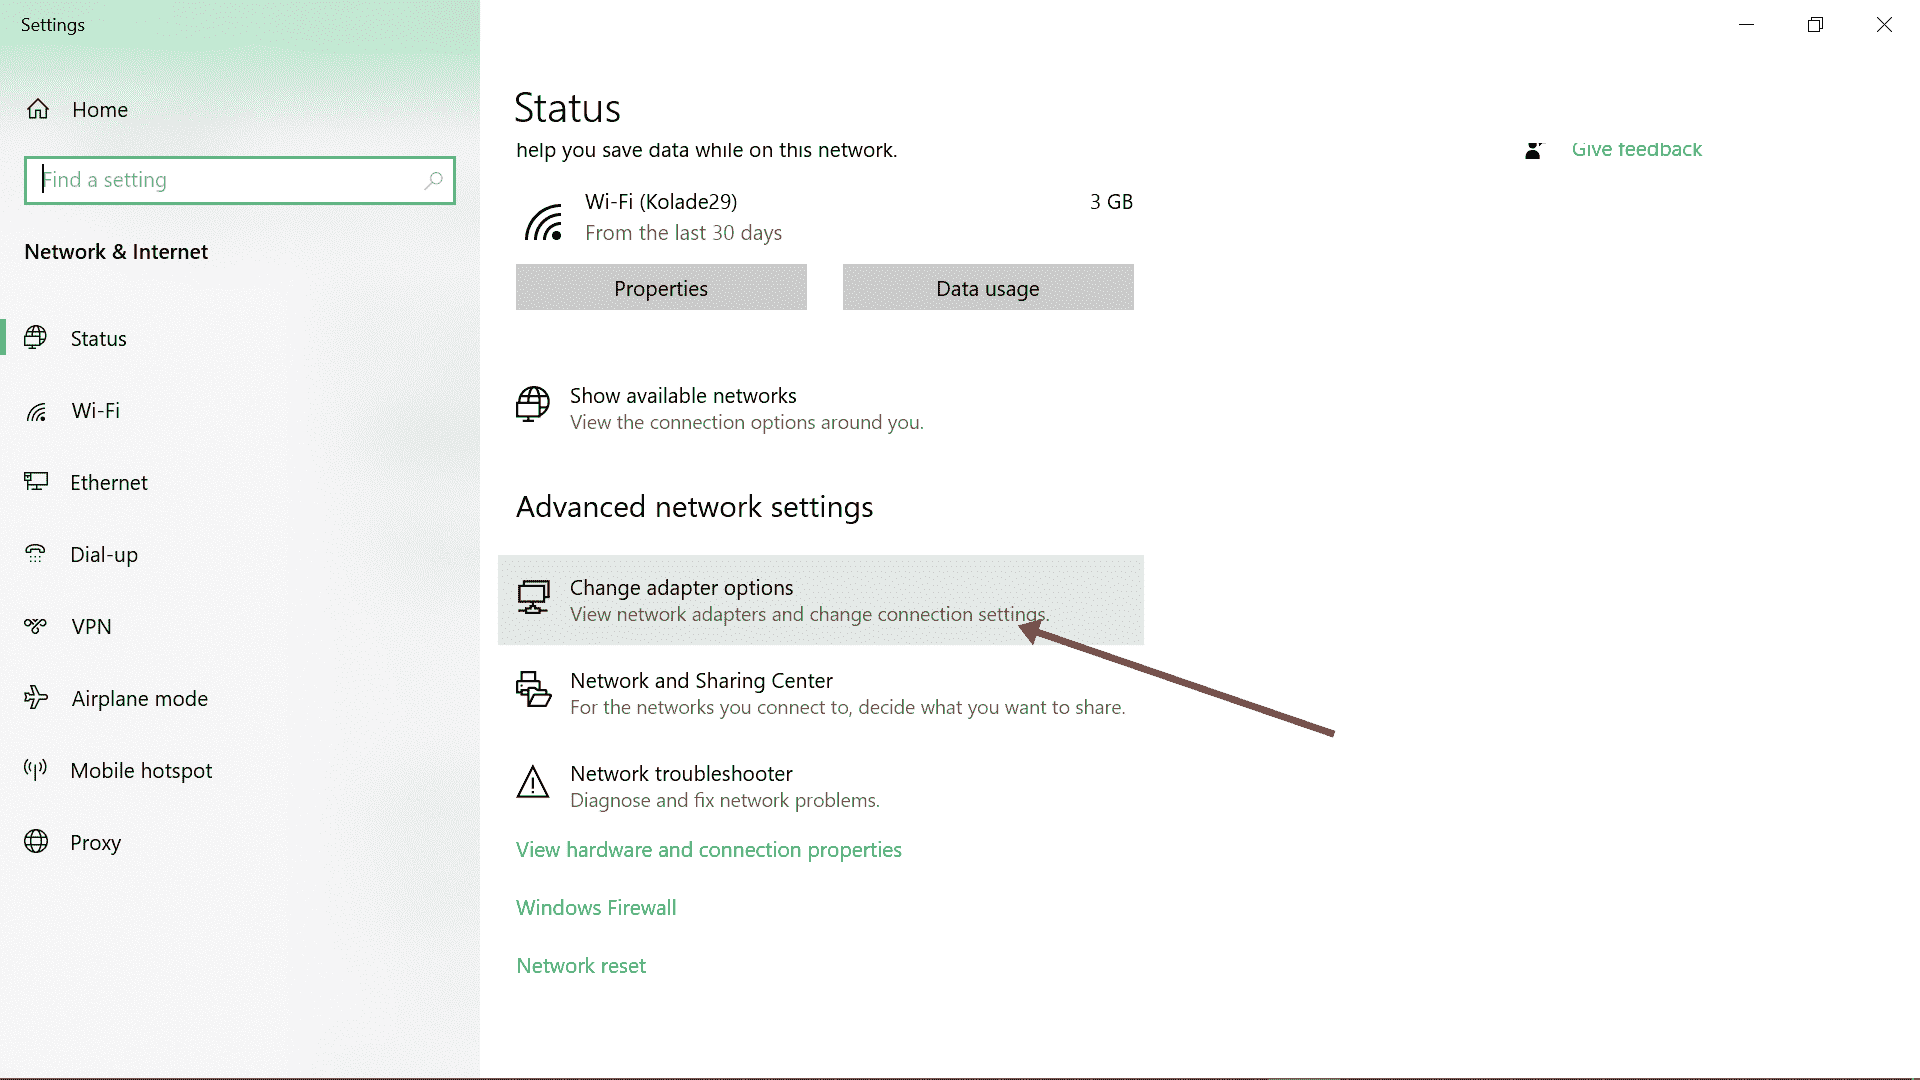 Settings
Home
Find a setting
Network & Internet
Status
Wi-Fi
Ethernet
Dial-up
VPN
Airplane mode
Mobile hotspot
Proxy
Status
help you save data while on this network.
Wi-Fi (Kolade29)
3 GB
From the last 30 days
Properties
Data usage
Show available networks
View the connection options around you.
Advanced network settings
Change adapter options
View network adapters and change connection settings.
Network and Sharing Center
For the networks you connect to, decide what you want to share.
Network troubleshooter
Diagnose and fix network problems.
View hardware and connection properties
Windows Firewall
Network reset
Give feedback